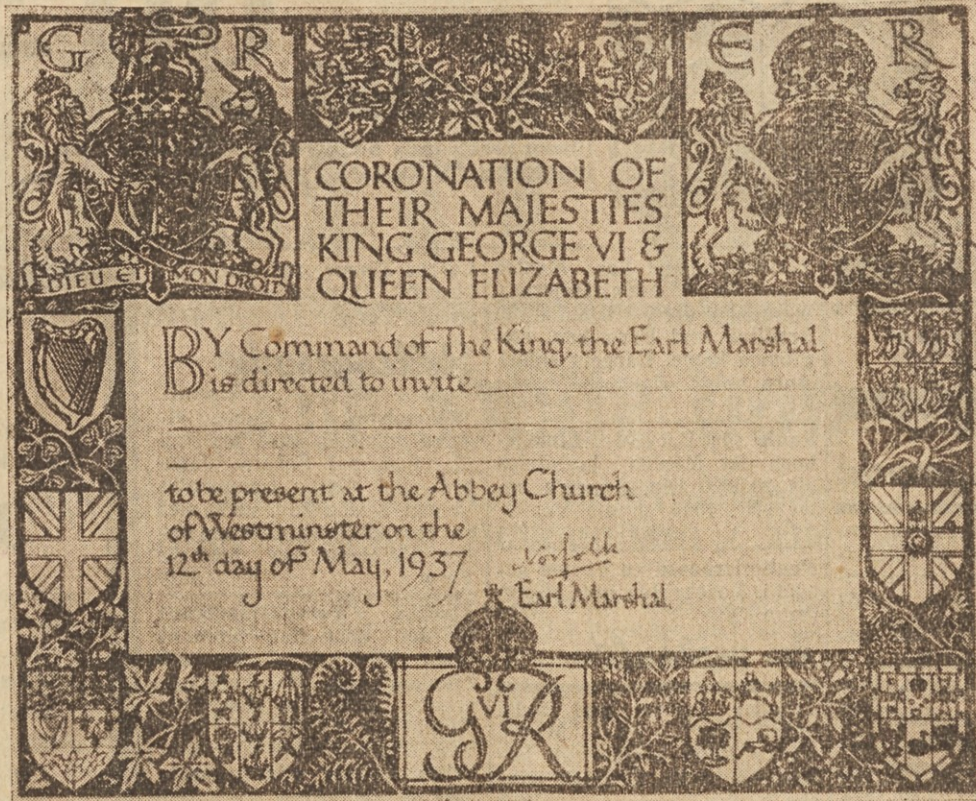 G R
E R
CORONATION OF
THEIR MAJESTIES
KING GEORGE VI &
QUEEN ELIZABETH
DIEU ET MON DROIT
BY Command of The King, the Earl Marshal
is directed to invite
to be present at the Abbey Church
of Westminster on the
12th day of May, 1937
Norfolk
Earl Marshal.
G VI R